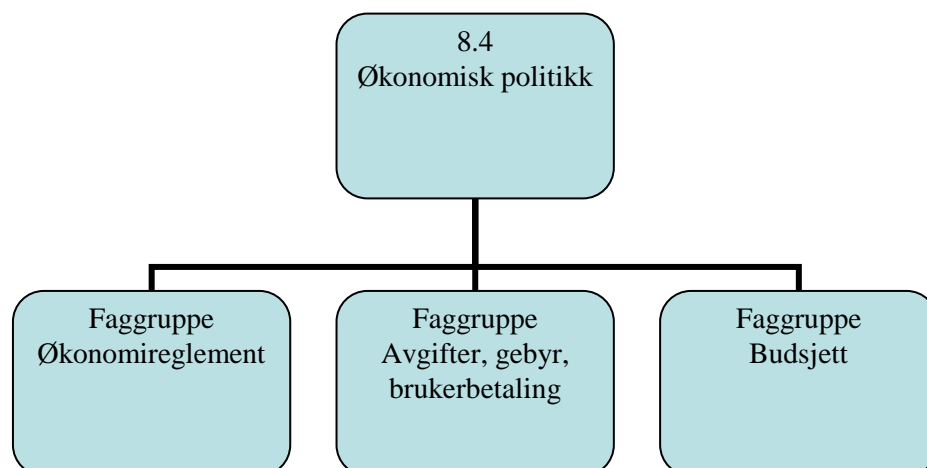 8.4
Økonomisk politikk
Faggruppe
Økonomireglement
Faggruppe
Avgifter, gebyr,
brukerbetaling
Faggruppe
Budsjett